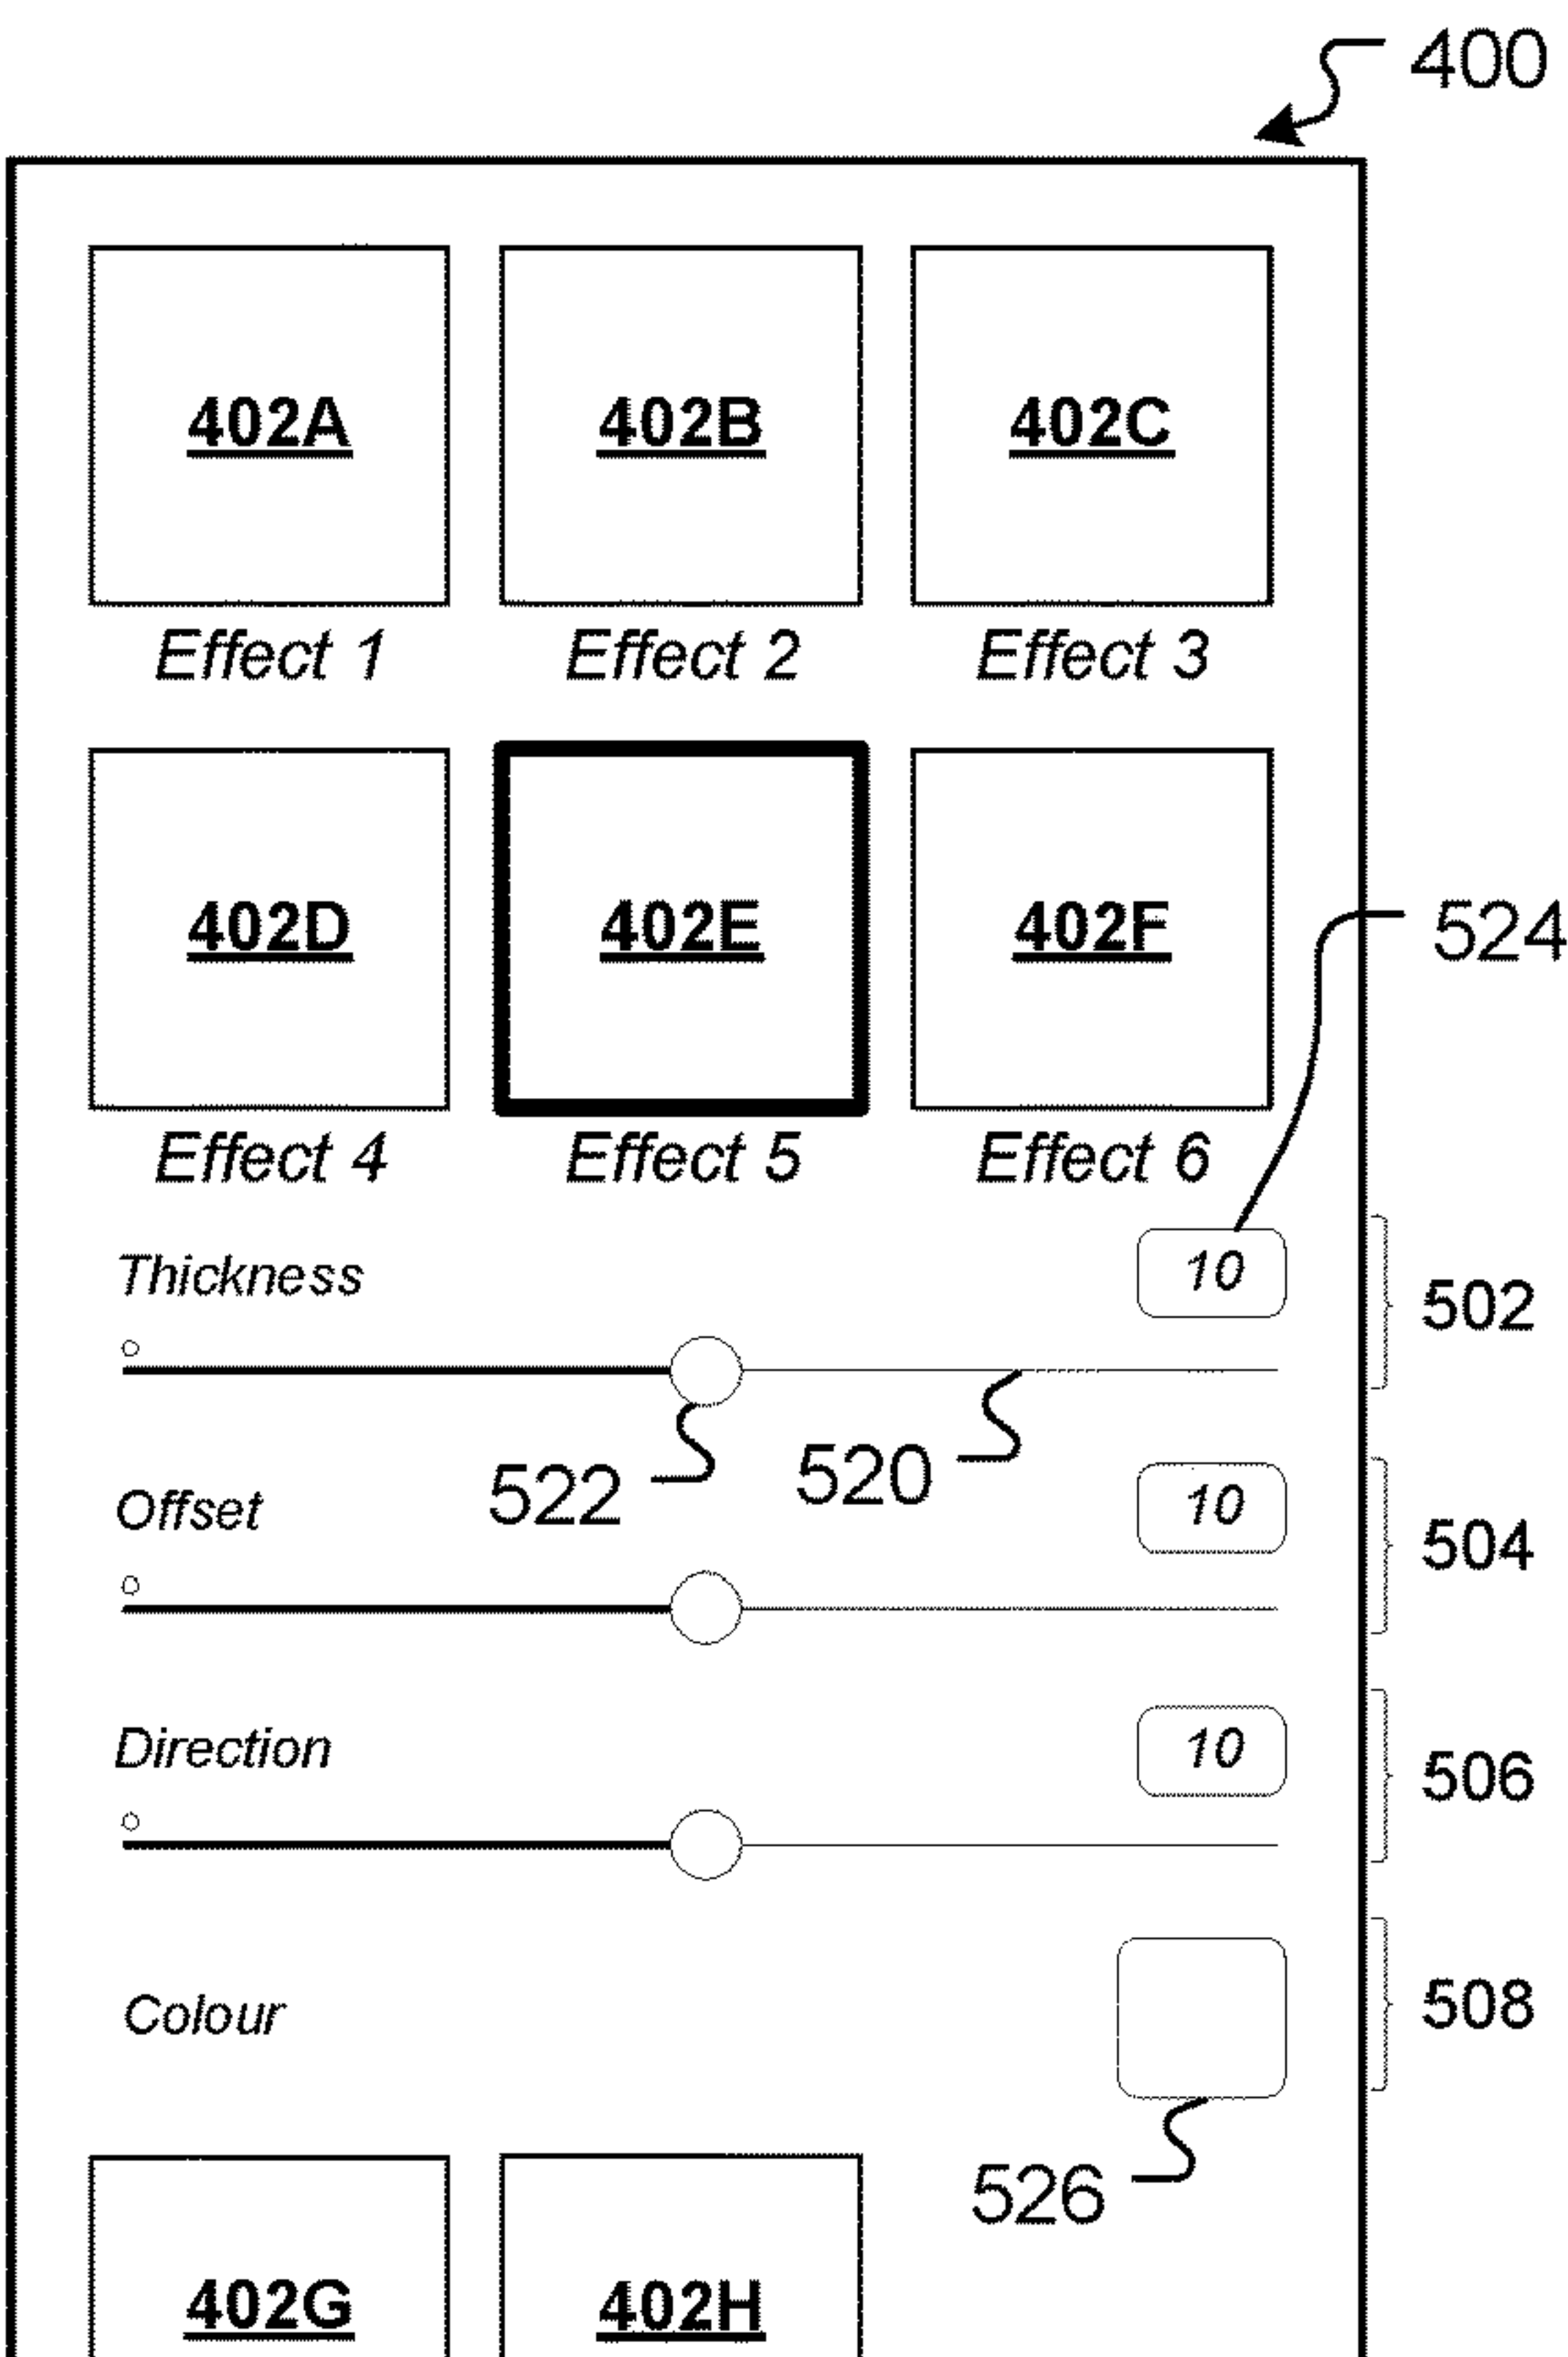 400
402A 402B 402C
Effect 1 Effect 2 Effect 3
402D 402E 402F
524
Effect 4 Effect 5 Effect 6
Thickness 10
502
522 520
Offset 10
504
Direction 10
506
Colour
508
526
402G 402H